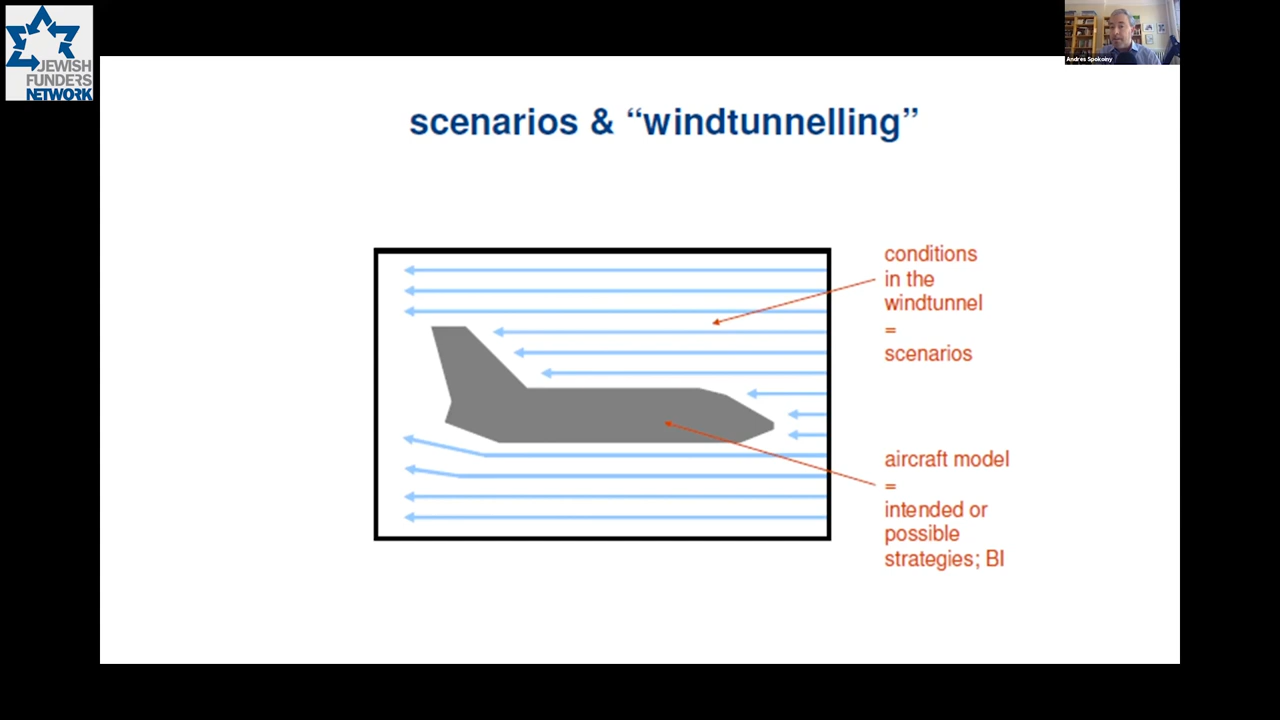 JEWISH
FUNDERS
NETWORK
Andres Spokoiny
scenarios & “windtunnelling”
conditions
in the
windtunnel
=
scenarios
aircraft model
=
intended or
possible
strategies; BI